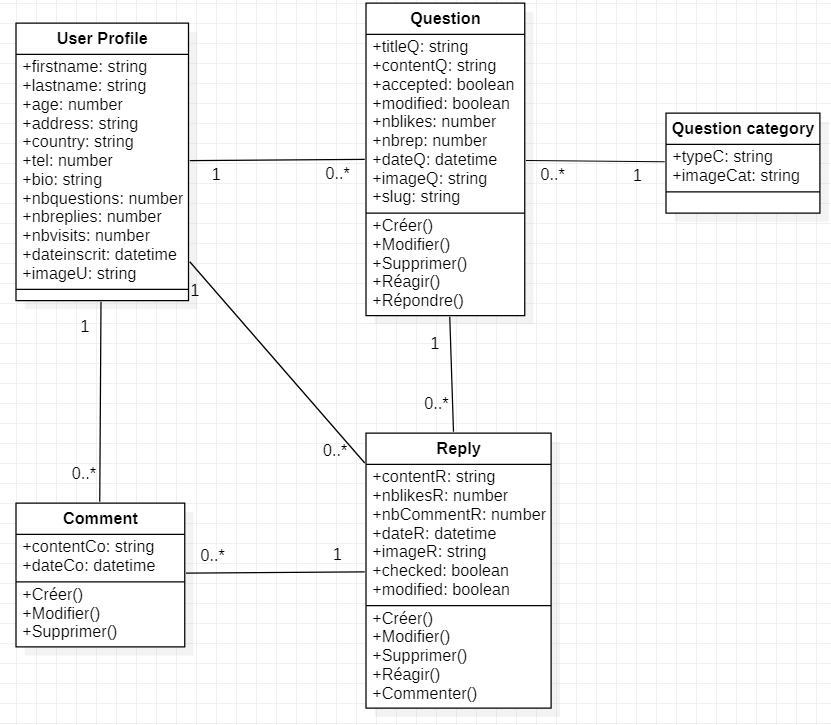 User Profile
+firstname: string
+lastname: string
+age: number
+address: string
+country: string
+tel: number
+bio: string
+nbquestions: number
+nbreplies: number
+nbvisits: number
+dateinscrit: datetime
+imageU: string
Question
+titleQ: string
+contentQ: string
+accepted: boolean
+modified: boolean
+nblikes: number
+nbrep: number
+dateQ: datetime
+imageQ: string
+slug: string
+Créer()
+Modifier()
+Supprimer()
+Réagir()
+Répondre()
Question category
+typeC: string
+imageCat: string
1
0..*
0..*
1
1
1
1
0..*
0..*
0..*
Reply
+contentR: string
+nblikesR: number
+nbCommentR: number
+dateR: datetime
+imageR: string
+checked: boolean
+modified: boolean
+Créer()
+Modifier()
+Supprimer()
+Réagir()
+Commenter()
Comment
+contentCo: string
+dateCo: datetime
+Créer()
+Modifier()
+Supprimer()
0..*
1